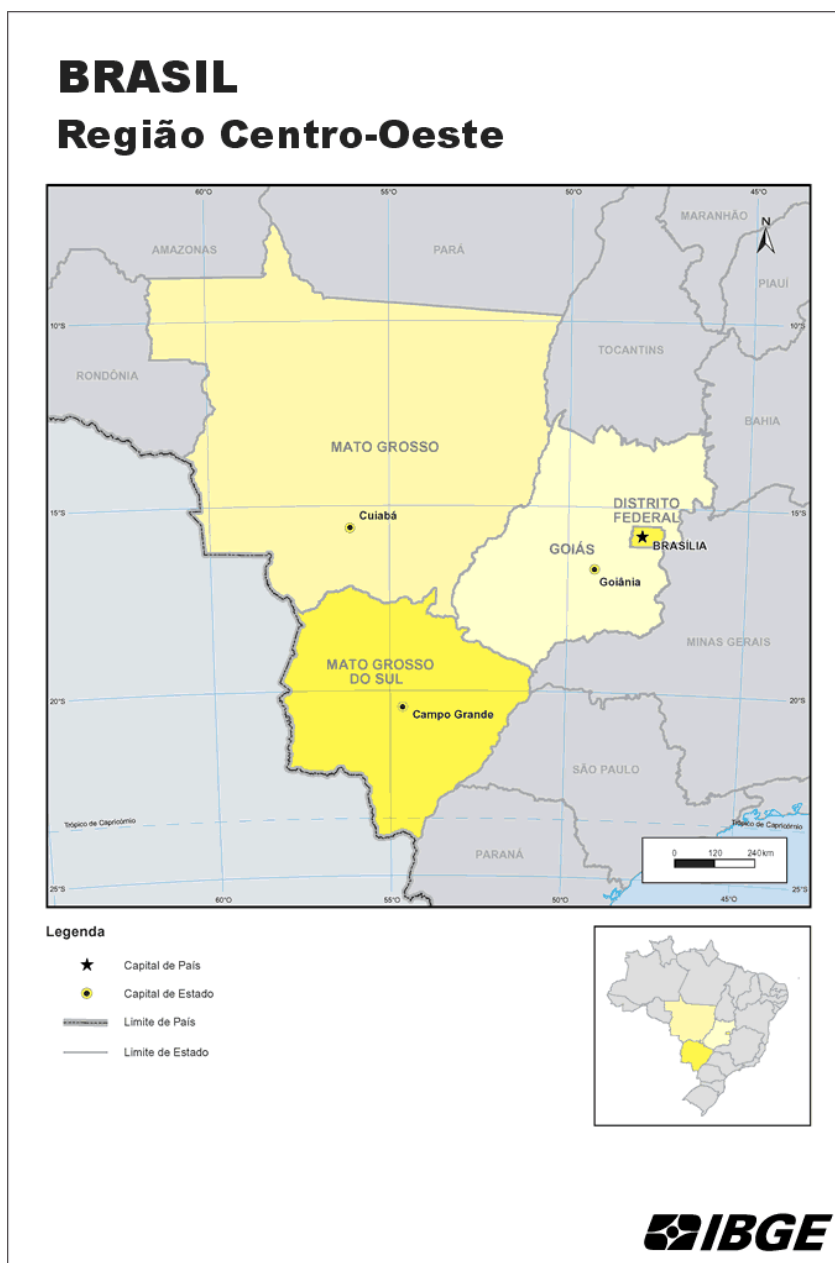 BRASIL
Região Centro-Oeste
60°O
55°O
50°O
45°O
MARANHÃO
N
AMAZONAS
PARÁ
PIAUÍ
10°S
10°S
TOCANTINS
RONDÔNIA
BAHIA
MATO GROSSO
15°S
Cuiabá
DISTRITO
FEDERAL
15°S
BRASÍLIA
GOIÁS
Goiânia
MINAS GERAIS
MATO GROSSO
DO SUL
20°S
20°S
Campo Grande
SÃO PAULO
Trópico de Capricórnio
Trópico de Capricórnio
PARANÁ
0 120 240 km
25°S
25°S
60°O
55°O
50°O
45°O
Legenda
Capital de País
Capital de Estado
Limite de País
Limite de Estado
IBGE